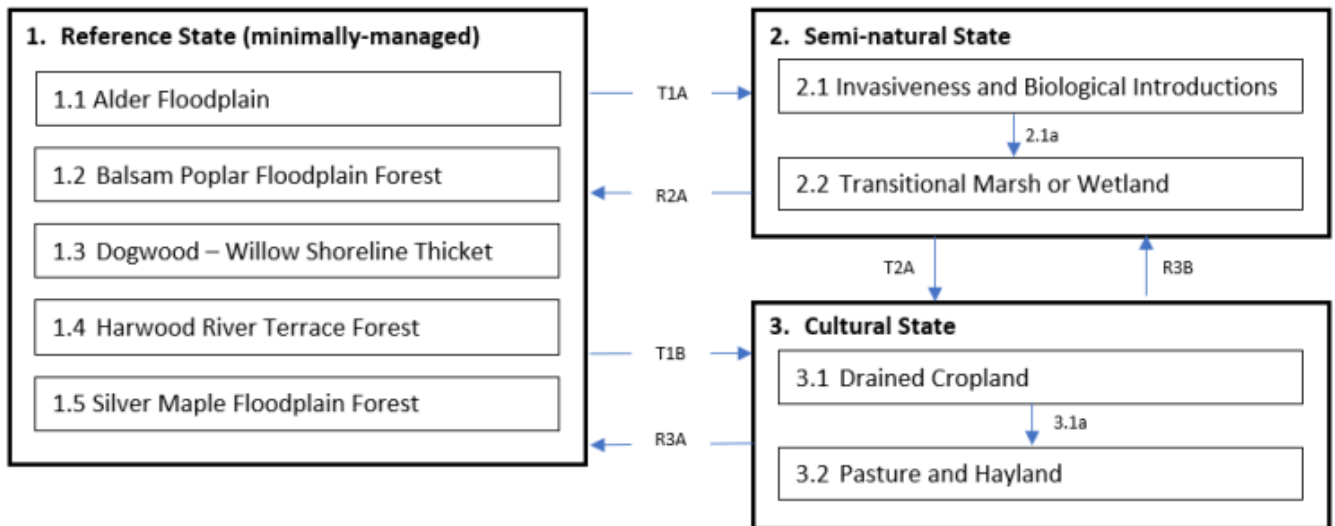 1. Reference State (minimally-managed)
1.1 Alder Floodplain
1.2 Balsam Poplar Floodplain Forest
1.3 Dogwood – Willow Shoreline Thicket
1.4 Harwood River Terrace Forest
1.5 Silver Maple Floodplain Forest
T1A
R2A
T1B
R3A
2. Semi-natural State
2.1 Invasiveness and Biological Introductions
2.1a
2.2 Transitional Marsh or Wetland
T2A
R3B
3. Cultural State
3.1 Drained Cropland
3.1a
3.2 Pasture and Hayland